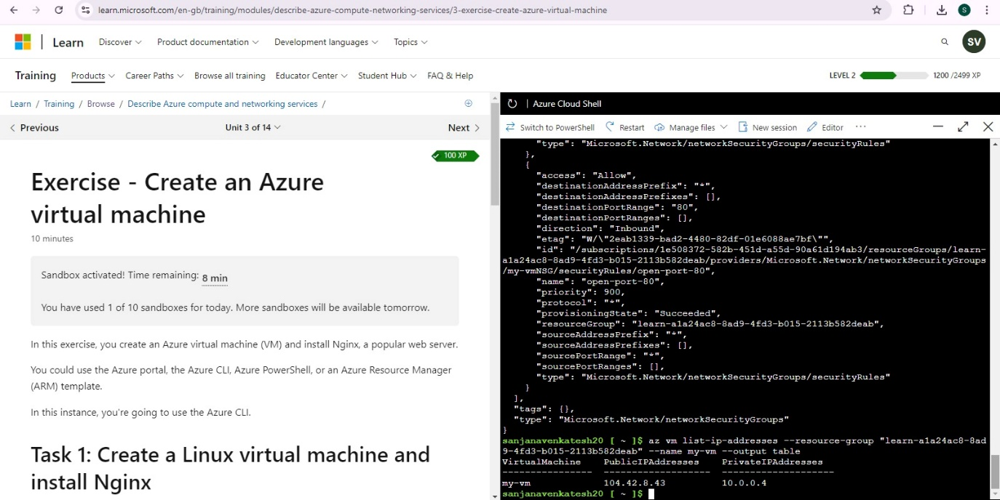 learn.microsoft.com/en-gb/training/modules/describe-azure-compute-networking-services/3-exercise-create-azure-virtual-machine
S
Learn
Discover
Product documentation
Development languages
Topics
SV
Training
Products
Career Paths
Browse all training
Educator Center
Student Hub
FAQ & Help
LEVEL 2
1200 /2499 XP
Learn / Training / Browse / Describe Azure compute and networking services /
Previous
Unit 3 of 14
Next
100 XP
Exercise - Create an Azure
virtual machine
10 minutes
Sandbox activated! Time remaining: 8 min
You have used 1 of 10 sandboxes for today. More sandboxes will be available tomorrow.
In this exercise, you create an Azure virtual machine (VM) and install Nginx, a popular web server.
You could use the Azure portal, the Azure CLI, Azure PowerShell, or an Azure Resource Manager
(ARM) template.
In this instance, you're going to use the Azure CLI.
Task 1: Create a Linux virtual machine and
install Nginx
Azure Cloud Shell
Switch to PowerShell
Restart
Manage files
New session
Editor
"type": "Microsoft.Network/networkSecurityGroups/securityRules"
},
{
"access": "Allow",
"destinationAddressPrefix": "*",
"destinationAddressPrefixes": [],
"destinationPortRange": "80",
"destinationPortRanges": [],
"direction": "Inbound",
"etag": "W/\"2eab1339-bad2-4480-82df-01e6088ae7bf\"",
"id": "/subscriptions/1e508372-582b-451d-a55d-90a61d194ab3/resourceGroups/learn-
a1a24ac8-8ad9-4fd3-b015-2113b582deab/providers/Microsoft.Network/networkSecurityGroups
/my-vmNSG/securityRules/open-port-80",
"name": "open-port-80",
"priority": 900,
"protocol": "*",
"provisioningState": "Succeeded",
"resourceGroup": "learn-a1a24ac8-8ad9-4fd3-b015-2113b582deab",
"sourceAddressPrefix": "*",
"sourceAddressPrefixes": [],
"sourcePortRange": "*",
"sourcePortRanges": [],
"type": "Microsoft.Network/networkSecurityGroups/securityRules"
}
],
"tags": {},
"type": "Microsoft.Network/networkSecurityGroups"
}
sanjanavenkatesh20 [ ~ ]$ az vm list-ip-addresses --resource-group "learn-a1a24ac8-8ad
9-4fd3-b015-2113b582deab" --name my-vm --output table
VirtualMachine    PublicIPAddresses    PrivateIPAddresses
----------------  -------------------  --------------------
my-vm             104.42.8.43          10.0.0.4
sanjanavenkatesh20 [ ~ ]$